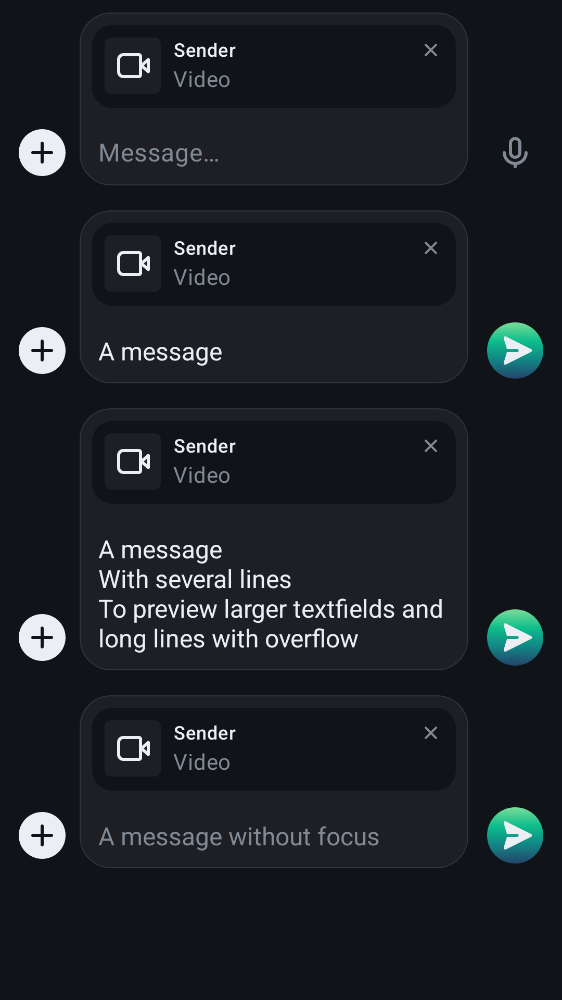 Sender
Video
Message…
Sender
Video
A message
Sender
Video
A message
With several lines
To preview larger textfields and
long lines with overflow
Sender
Video
A message without focus